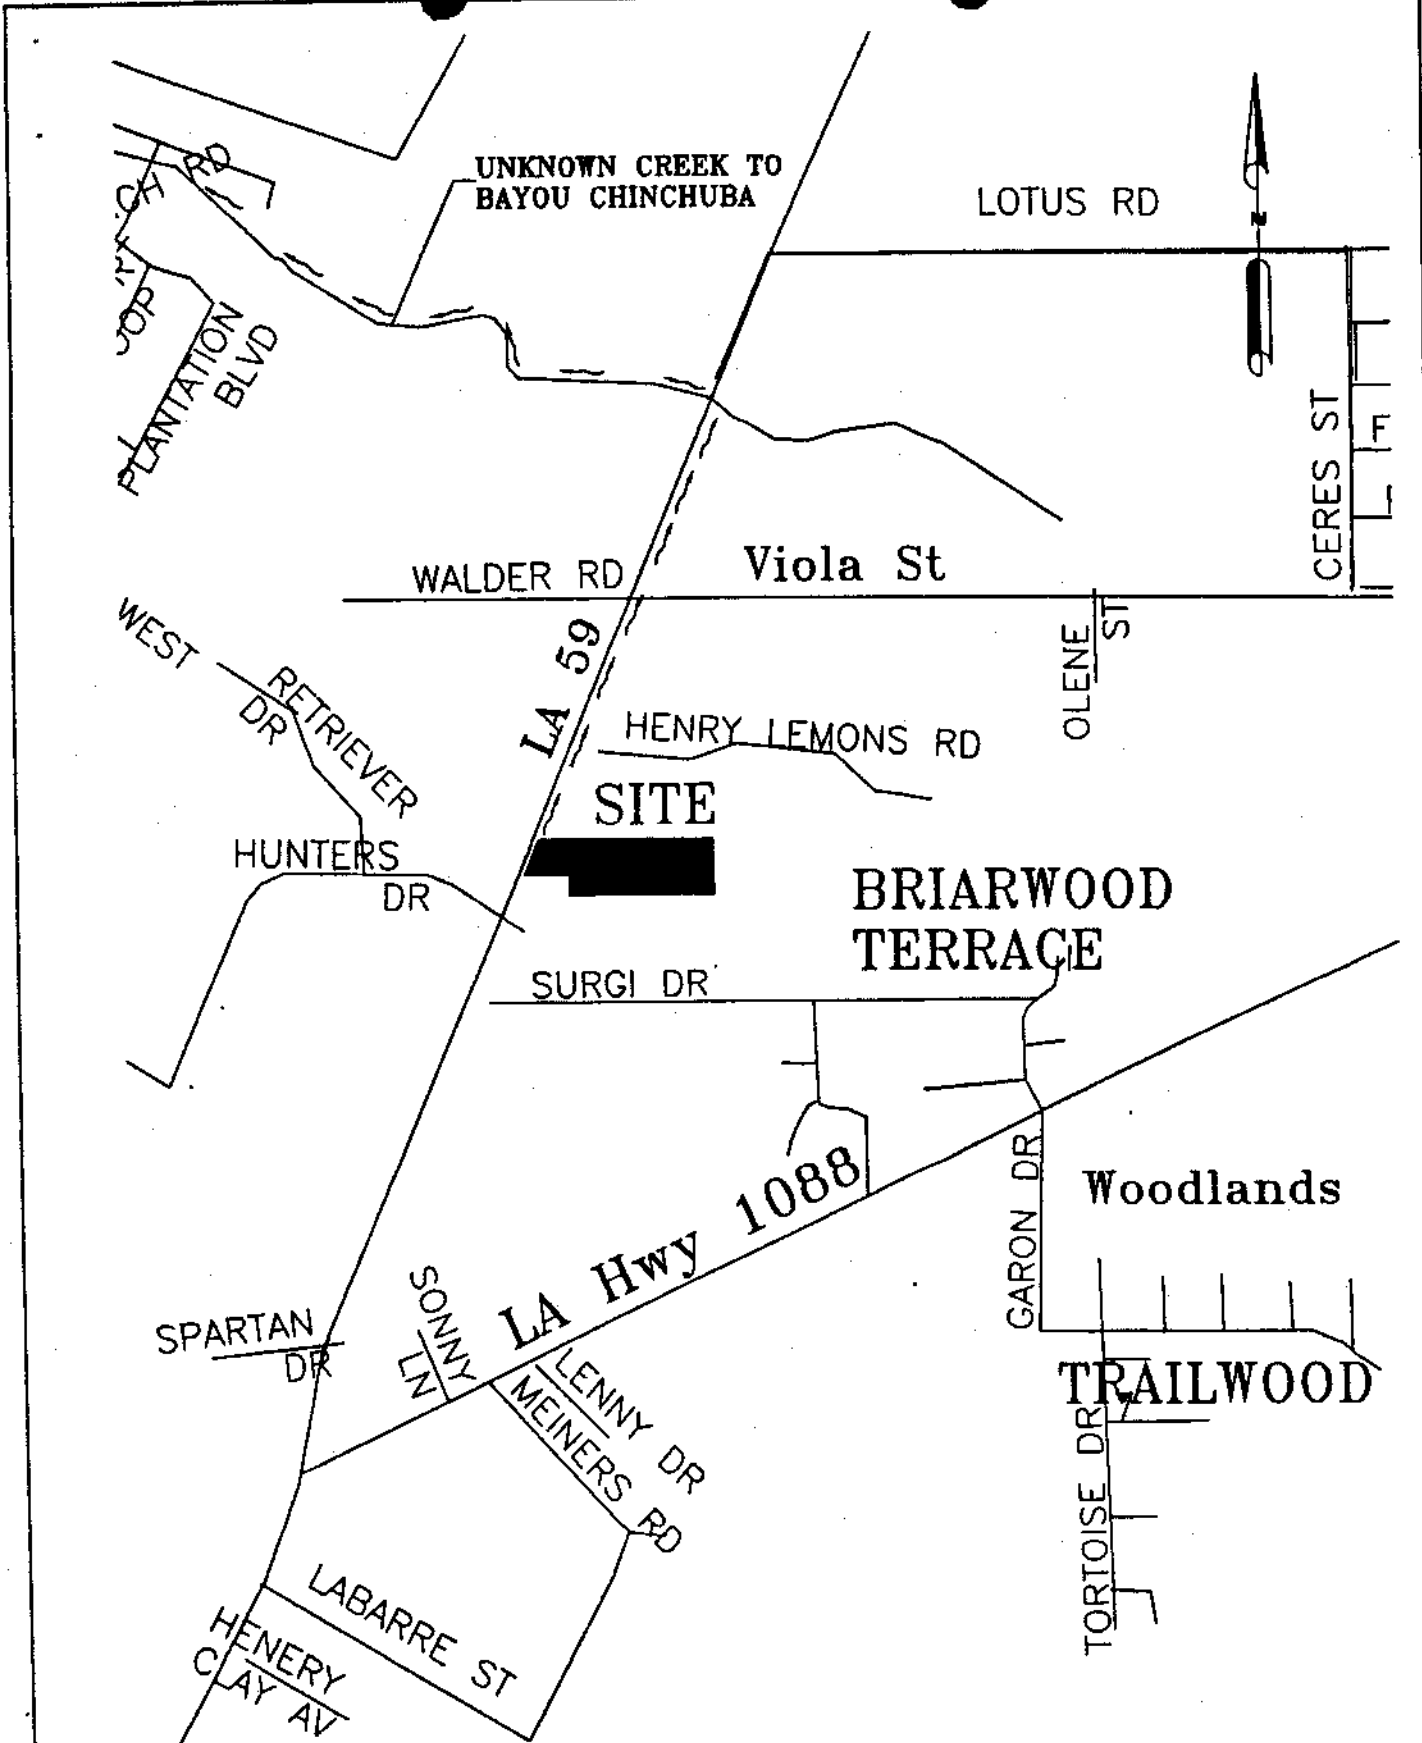 UNKNOWN CREEK TO
BAYOU CHINCHUBA
LOTUS RD
N
RD
PLANTATION
BLVD
CERES ST
F
WALDER RD
Viola St
OLENE
ST
WEST
RETRIEVER
DR
LA 59
HENRY LEMONS RD
SITE
HUNTERS
DR
BRIARWOOD
TERRACE
SURGI DR
LA Hwy 1088
GARON DR
Woodlands
SPARTAN
DR
SONNY
LN
LENNY DR
MEINERS RD
TRAILWOOD
TORTOISE DR
LABARRE ST
HENERY
CLAY AV